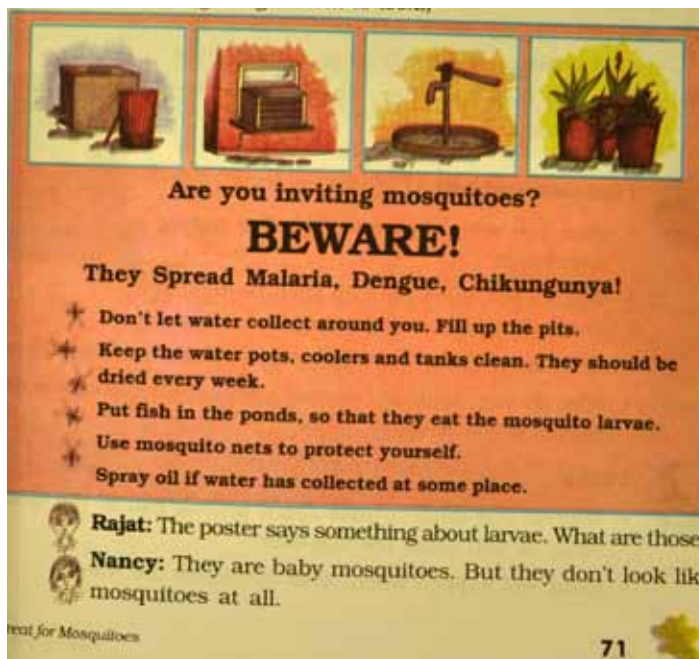 Are you inviting mosquitoes?
BEWARE!
They Spread Malaria, Dengue, Chikungunya!
Don't let water collect around you. Fill up the pits.
Keep the water pots, coolers and tanks clean. They should be
dried every week.
Put fish in the ponds, so that they eat the mosquito larvae.
Use mosquito nets to protect yourself.
Spray oil if water has collected at some place.
Rajat: The poster says something about larvae. What are those
Nancy: They are baby mosquitoes. But they don't look lik
mosquitoes at all.
reat for Mosquitoes
71